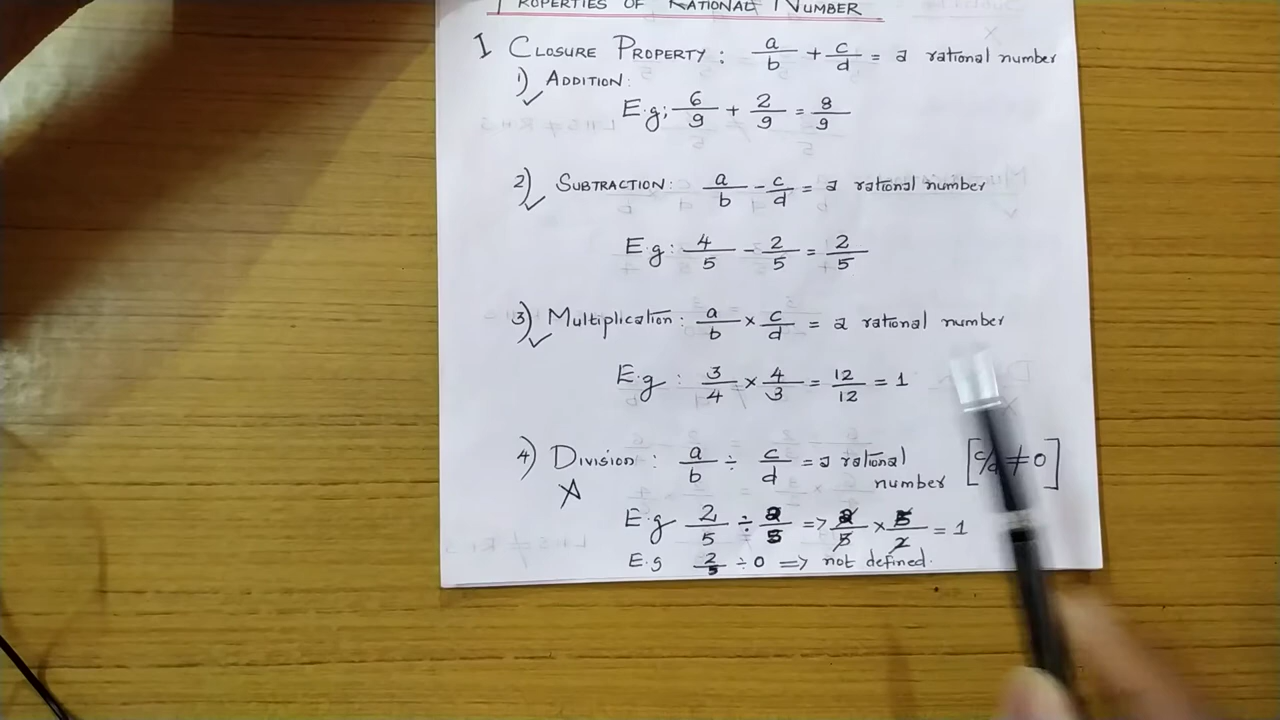 PROPERTIES OF RATIONAL NUMBER
I CLOSURE PROPERTY: a/b + c/d = a rational number
1) ADDITION:
E.g; 6/9 + 2/9 = 8/9
2) SUBTRACTION: a/b - c/d = a rational number
E.g: 4/5 - 2/5 = 2/5
3) Multiplication: a/b × c/d = a rational number
E.g: 3/4 × 4/3 = 12/12 = 1
4) Division: a/b ÷ c/d = a rational number [c/d ≠ 0]
E.g 2/5 ÷ 2/5 => 2/5 × 5/2 = 1
E.g 2/5 ÷ 0 => not defined.